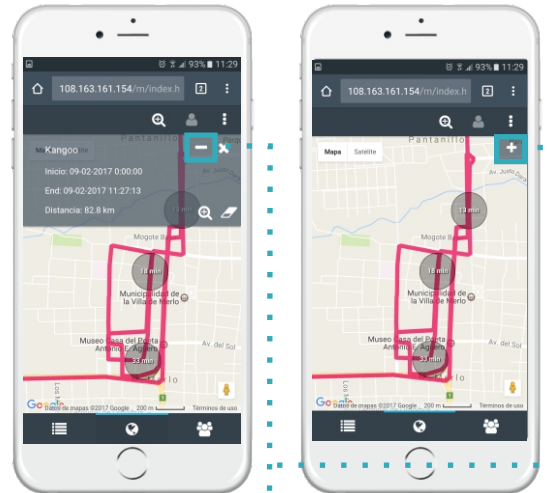 93% 11:29
108.163.161.154/m/index.h 2
Pantanillo
Kangoo
Inicio: 09-02-2017 0:00:00
End: 09-02-2017 11:27:13
Distancia: 82.8 km
13 min
Mogote B
18 min
Municipalidad de
la Villa de Merlo
Museo Casa del Poeta
Antonio E. Agüero
Av. del Sol
33 min
Google
Datos de mapas ©2017 Google
200 m
Términos de uso
93% 11:29
108.163.161.154/m/index.h 2
Pantanillo
Mapa Satélite
13 min
Mogote B
18 min
Municipalidad de
la Villa de Merlo
Museo Casa del Poeta
Antonio E. Agüero
Av. del Sol
33 min
Google
Datos de mapas ©2017 Google
200 m
Términos de uso